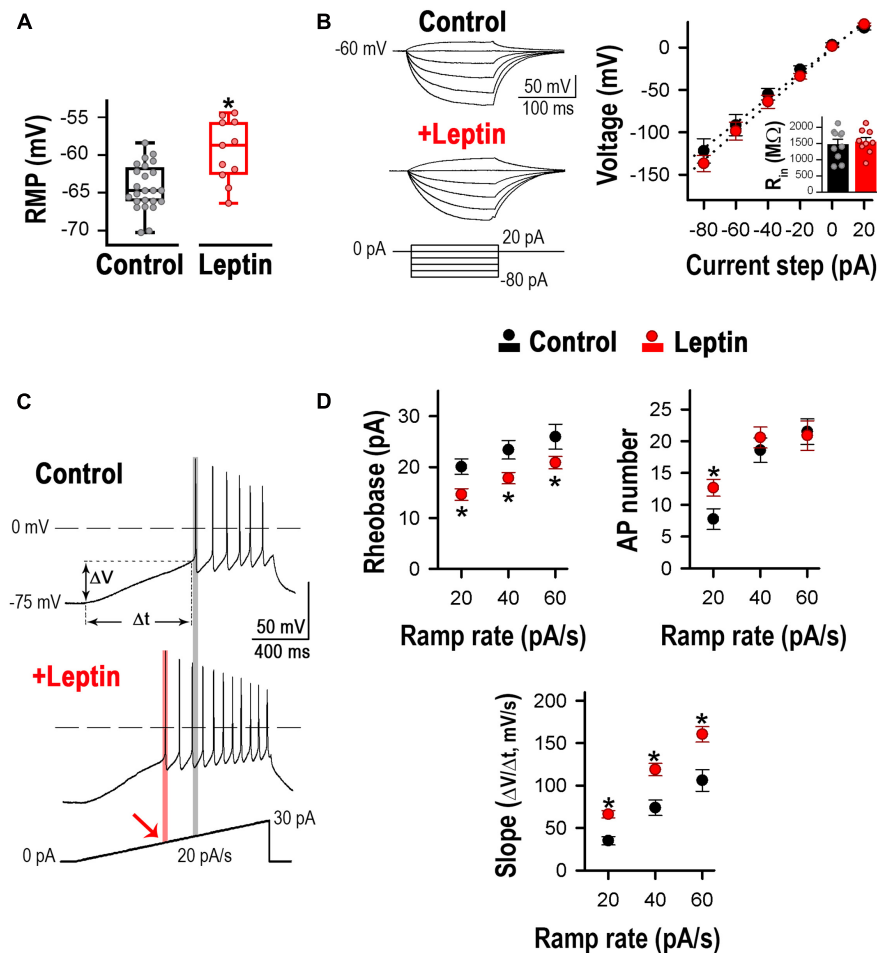 A
RMP (mV)
-55
-60
-65
-70
*
Control
Leptin
B
Control
-60 mV
50 mV
100 ms
+Leptin
0 pA
20 pA
-80 pA
Voltage (mV)
0
-50
-100
-150
-80 -60 -40 -20 0 20
Current step (pA)
Rin (MΩ)
2000
1500
1000
500
0
Control
Leptin
C
Control
0 mV
ΔV
-75 mV
Δt
50 mV
400 ms
+Leptin
0 pA
20 pA/s
30 pA
D
Rheobase (pA)
30
20
10
0
* * *
20 40 60
Ramp rate (pA/s)
AP number
25
20
15
10
5
0
*
20 40 60
Ramp rate (pA/s)
Slope (ΔV/Δt, mV/s)
200
150
100
50
0
* * *
20 40 60
Ramp rate (pA/s)